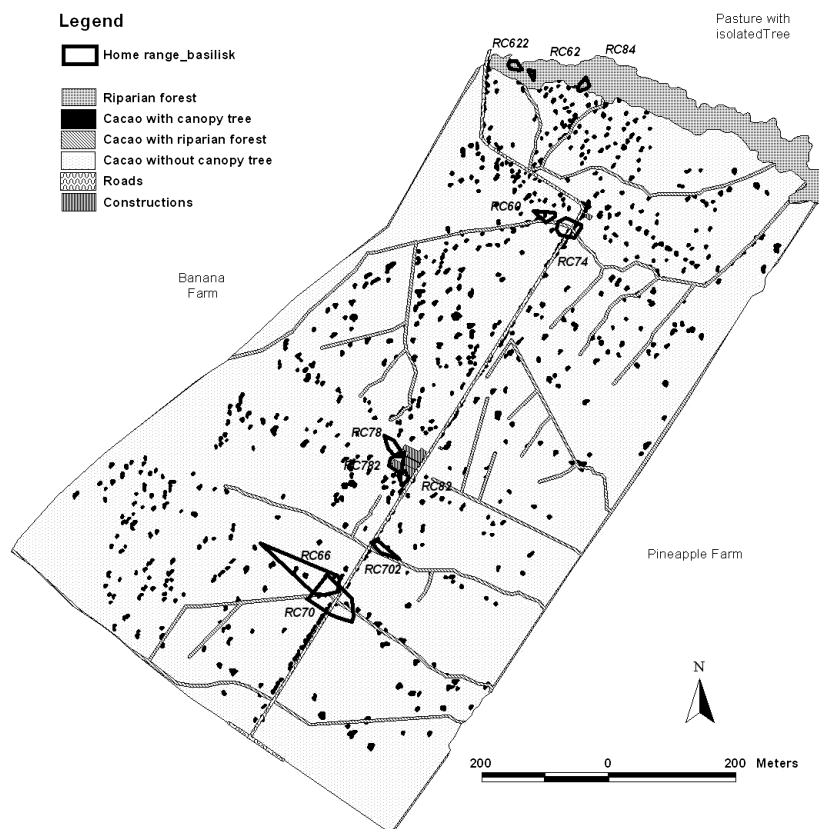 Legend
Home range_basilisk
Riparian forest
Cacao with canopy tree
Cacao with riparian forest
Cacao without canopy tree
Roads
Constructions
Pasture with
isolatedTree
RC622
RC62
RC84
RC60
RC74
Banana
Farm
RC78
RC782
RC82
Pineapple Farm
RC66
RC702
RC70
N
200 0 200 Meters